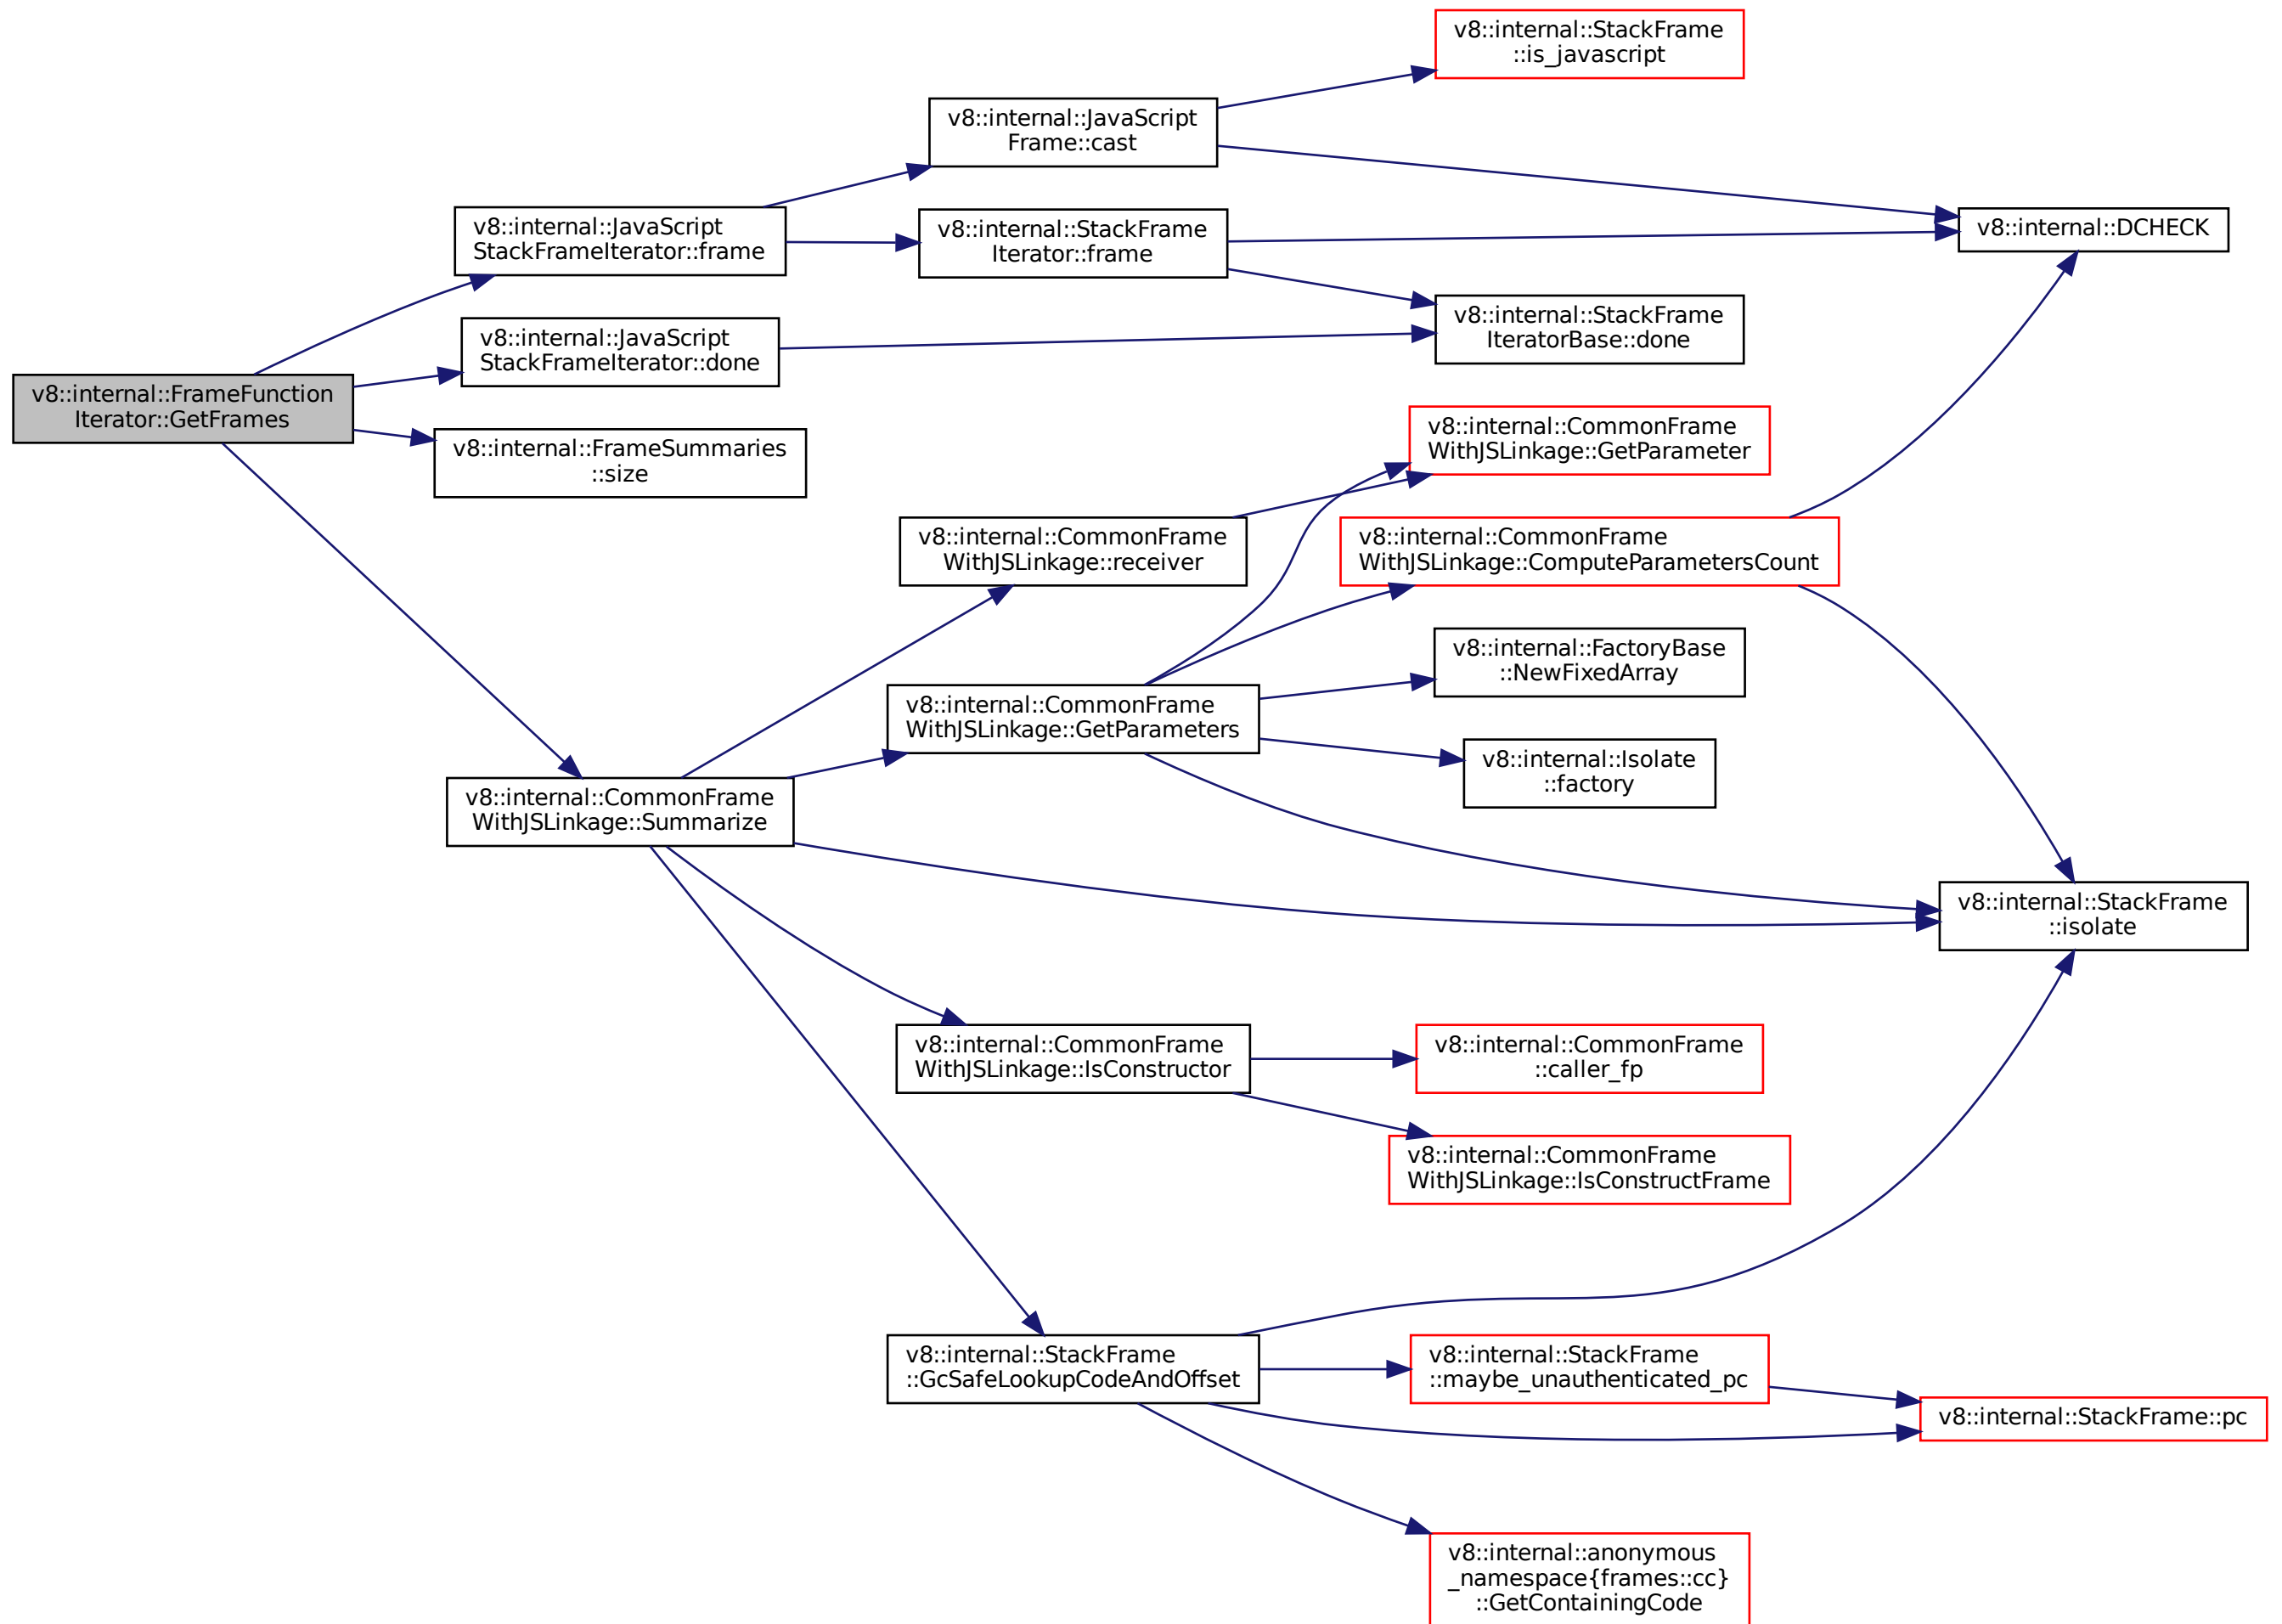 v8::internal::StackFrame
::is_javascript
v8::internal::JavaScript
Frame::cast
v8::internal::JavaScript
StackFrameIterator::frame
v8::internal::StackFrame
Iterator::frame
v8::internal::DCHECK
v8::internal::StackFrame
IteratorBase::done
v8::internal::JavaScript
StackFrameIterator::done
v8::internal::FrameFunction
Iterator::GetFrames
v8::internal::FrameSummaries
::size
v8::internal::CommonFrame
WithJSLinkage::GetParameter
v8::internal::CommonFrame
WithJSLinkage::receiver
v8::internal::CommonFrame
WithJSLinkage::ComputeParametersCount
v8::internal::FactoryBase
::NewFixedArray
v8::internal::CommonFrame
WithJSLinkage::GetParameters
v8::internal::Isolate
::factory
v8::internal::CommonFrame
WithJSLinkage::Summarize
v8::internal::StackFrame
::isolate
v8::internal::CommonFrame
WithJSLinkage::IsConstructor
v8::internal::CommonFrame
::caller_fp
v8::internal::CommonFrame
WithJSLinkage::IsConstructFrame
v8::internal::StackFrame
::GcSafeLookupCodeAndOffset
v8::internal::StackFrame
::maybe_unauthenticated_pc
v8::internal::StackFrame::pc
v8::internal::anonymous
_namespace{frames::cc}
::GetContainingCode